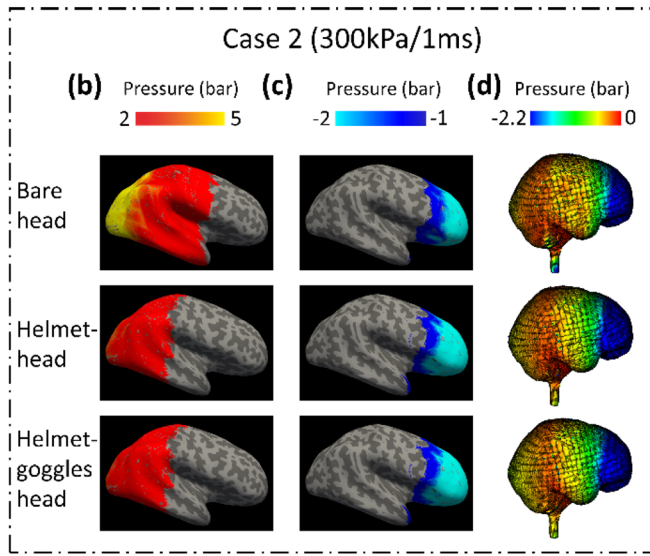 Case 2 (300kPa/1ms)
(b) Pressure (bar) (c) Pressure (bar) (d) Pressure (bar)
2 5 -2 -1 -2.2 0
Bare
head
Helmet-
head
Helmet-
goggles
head